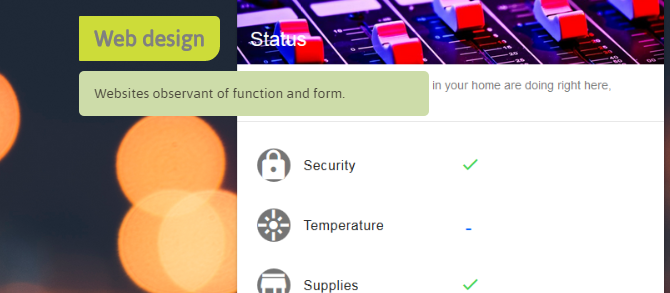 Web design
Status
Websites observant of function and form.
in your home are doing right here,
Security
Temperature
-
Supplies